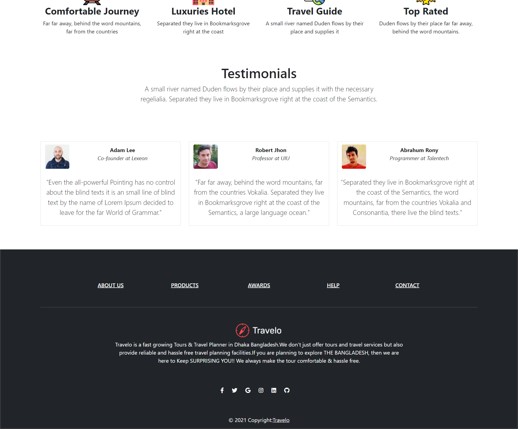 Comfortable Journey
Far far away, behind the word mountains,
far from the countries
Luxuries Hotel
Separated they live in Bookmarksgrove
right at the coast
Travel Guide
A small river named Duden flows by their
place and supplies it
Top Rated
Duden flows by their place far far away,
behind the word mountains.
Testimonials
A small river named Duden flows by their place and supplies it with the necessary
regelialia. Separated they live in Bookmarksgrove right at the coast of the Semantics.
Adam Lee
Co-founder at Lexeon
"Even the all-powerful Pointing has no control
about the blind texts it is an small line of blind
text by the name of Lorem Ipsum decided to
leave for the far World of Grammar."
Robert Jhon
Professor at UIU
"Far far away, behind the word mountains, far
from the countries Vokalia. Separated they live
in Bookmarksgrove right at the coast of the
Semantics, a large language ocean."
Abrahum Rony
Programmer at Talentech
"Separated they live in Bookmarksgrove right at
the coast of the Semantics, the word
mountains, far from the countries Vokalia and
Consonantia, there live the blind texts."
ABOUT US
PRODUCTS
AWARDS
HELP
CONTACT
Travelo
Travelo is a fast growing Tours & Travel Planner in Dhaka Bangladesh.We don't just offer tours and travel services but also
provide reliable and hassle free travel planning facilities.If you are planning to explore THE BANGLADESH, then we are
here to Keep SURPRISING YOU!! We always make the tour comfortable & hassle free.
© 2021 Copyright:Travelo